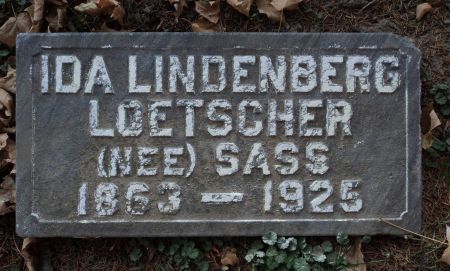 IDA LINDENBERG
LOETSCHER
(NEE) SASS
1863 — 1925